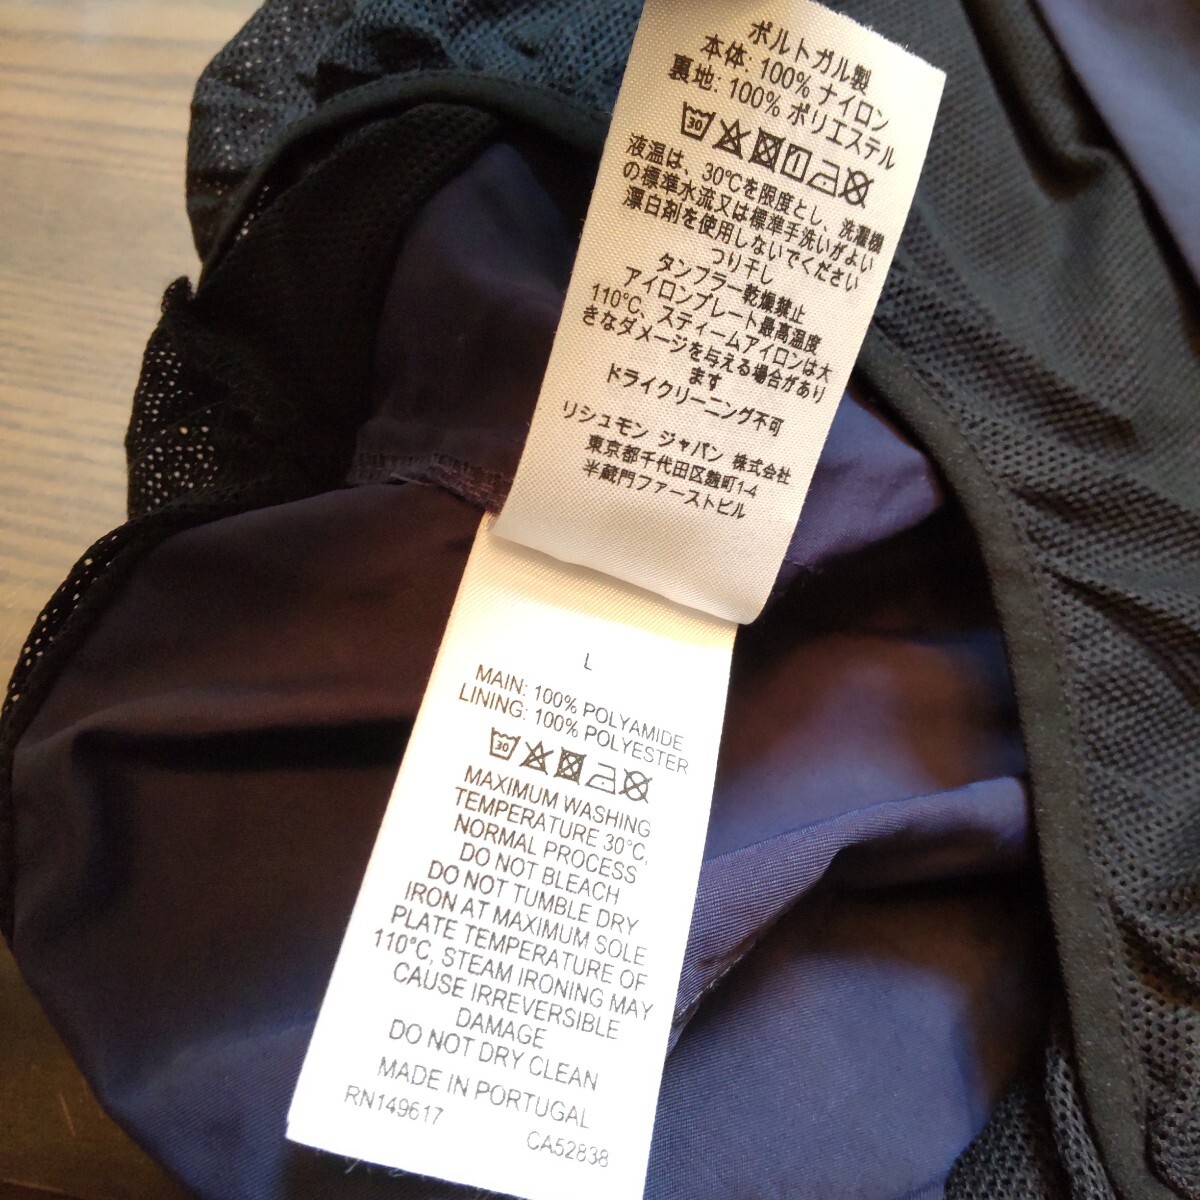 ポルトガル製
本体: 100% ナイロン
裏地: 100% ポリエステル
30
液温は、30℃を限度とし、洗濯機
の標準水流又は標準手洗いがよい
漂白剤を使用しないでください
つり干し
タンブラー乾燥禁止
アイロンプレート最高温度
110℃、スティームアイロンは大
きなダメージを与える場合があり
ます
ドライクリーニング不可
リシュモン ジャパン 株式会社
東京都千代田区麹町1-4
半蔵門ファーストビル
L
MAIN: 100% POLYAMIDE
LINING: 100% POLYESTER
30
MAXIMUM WASHING
TEMPERATURE 30°C,
NORMAL PROCESS
DO NOT BLEACH
DO NOT TUMBLE DRY
IRON AT MAXIMUM SOLE
PLATE TEMPERATURE OF
110°C, STEAM IRONING MAY
CAUSE IRREVERSIBLE
DAMAGE
DO NOT DRY CLEAN
MADE IN PORTUGAL
RN149617
CA52838